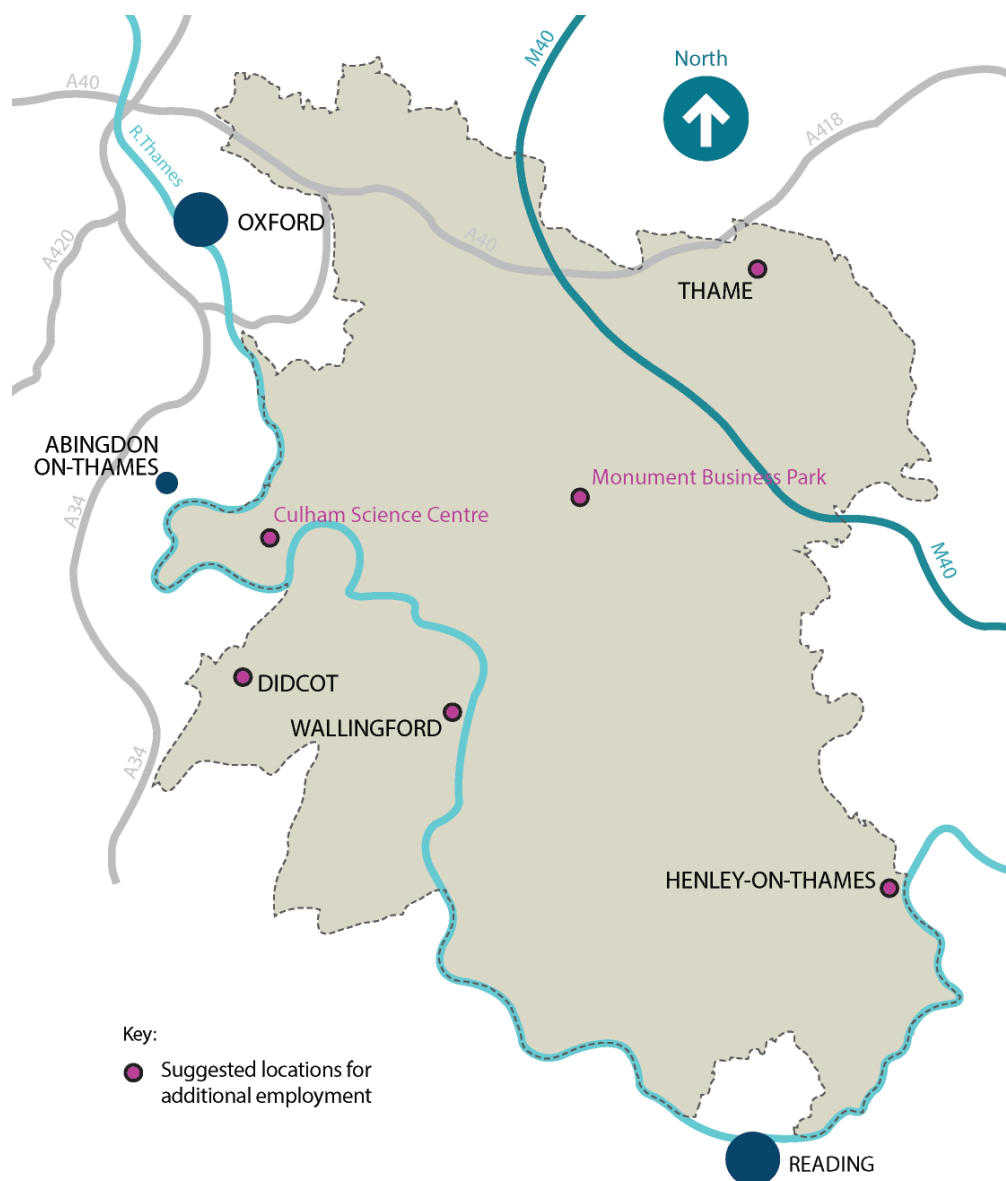 M40
North
A40
A418
R.Thames
OXFORD
A420
A40
THAME
ABINGDON
ON-THAMES
Monument Business Park
A34
Culham Science Centre
M40
DIDCOT
WALLINGFORD
A34
HENLEY-ON-THAMES
Key:
Suggested locations for
additional employment
READING